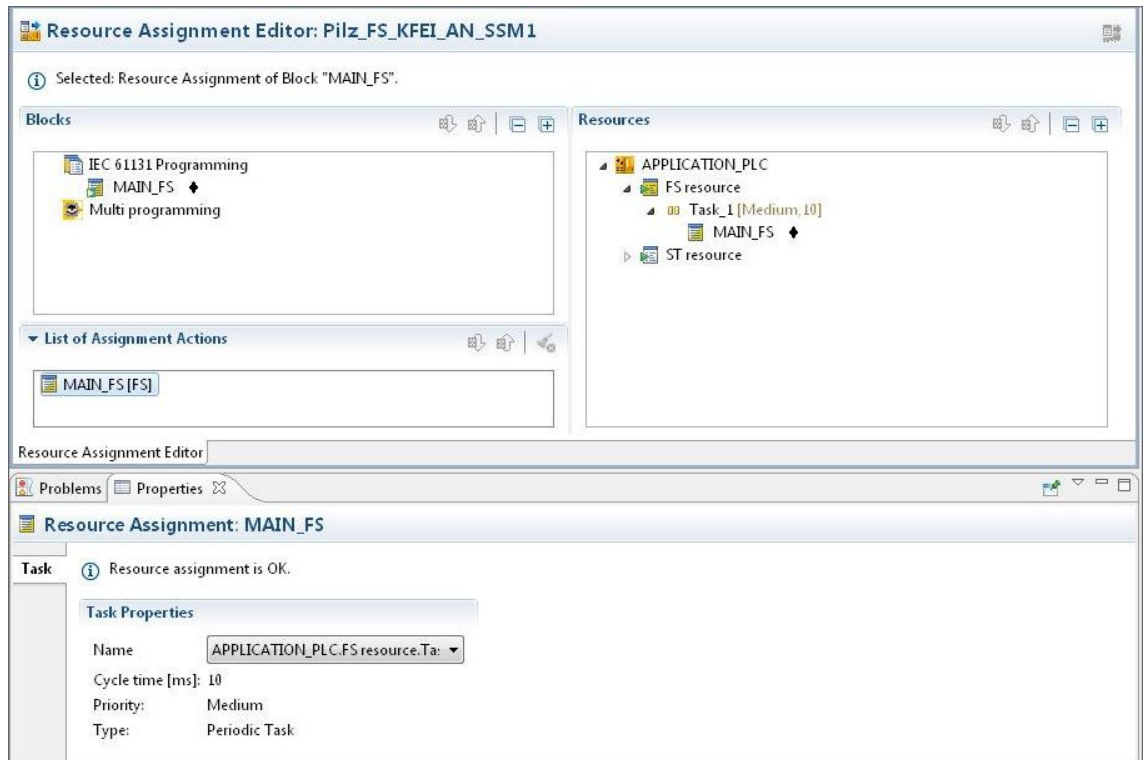 Resource Assignment Editor: Pilz_FS_KFEI_AN_SSM1
Selected: Resource Assignment of Block "MAIN_FS".
Blocks
IEC 61131 Programming
MAIN_FS
Multi programming
Resources
APPLICATION_PLC
FS resource
Task_1 [Medium, 10]
MAIN_FS
ST resource
List of Assignment Actions
MAIN_FS [FS]
Resource Assignment Editor
Problems
Properties
Resource Assignment: MAIN_FS
Task
Resource assignment is OK.
Task Properties
Name APPLICATION_PLC.FS resource.Ta
Cycle time [ms]: 10
Priority: Medium
Type: Periodic Task